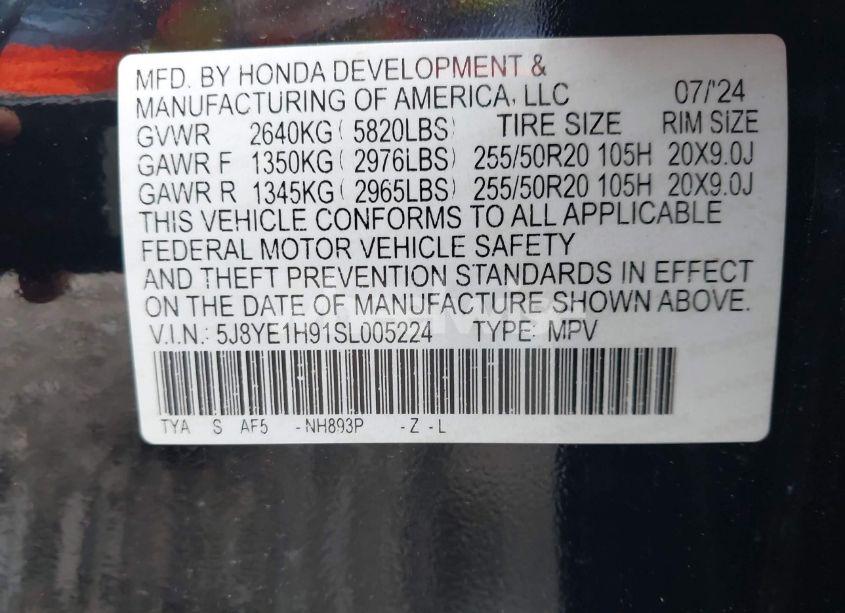 MFD. BY HONDA DEVELOPMENT &
MANUFACTURING OF AMERICA, LLC 07/'24
GVWR 2640KG ( 5820LBS) TIRE SIZE RIM SIZE
GAWR F 1350KG ( 2976LBS) 255/50R20 105H 20X9.0J
GAWR R 1345KG ( 2965LBS) 255/50R20 105H 20X9.0J
THIS VEHICLE CONFORMS TO ALL APPLICABLE
FEDERAL MOTOR VEHICLE SAFETY
AND THEFT PREVENTION STANDARDS IN EFFECT
ON THE DATE OF MANUFACTURE SHOWN ABOVE.
V.I.N.: 5J8YE1H91SL005224 TYPE: MPV
TYA S AF5 -NH893P -Z -L